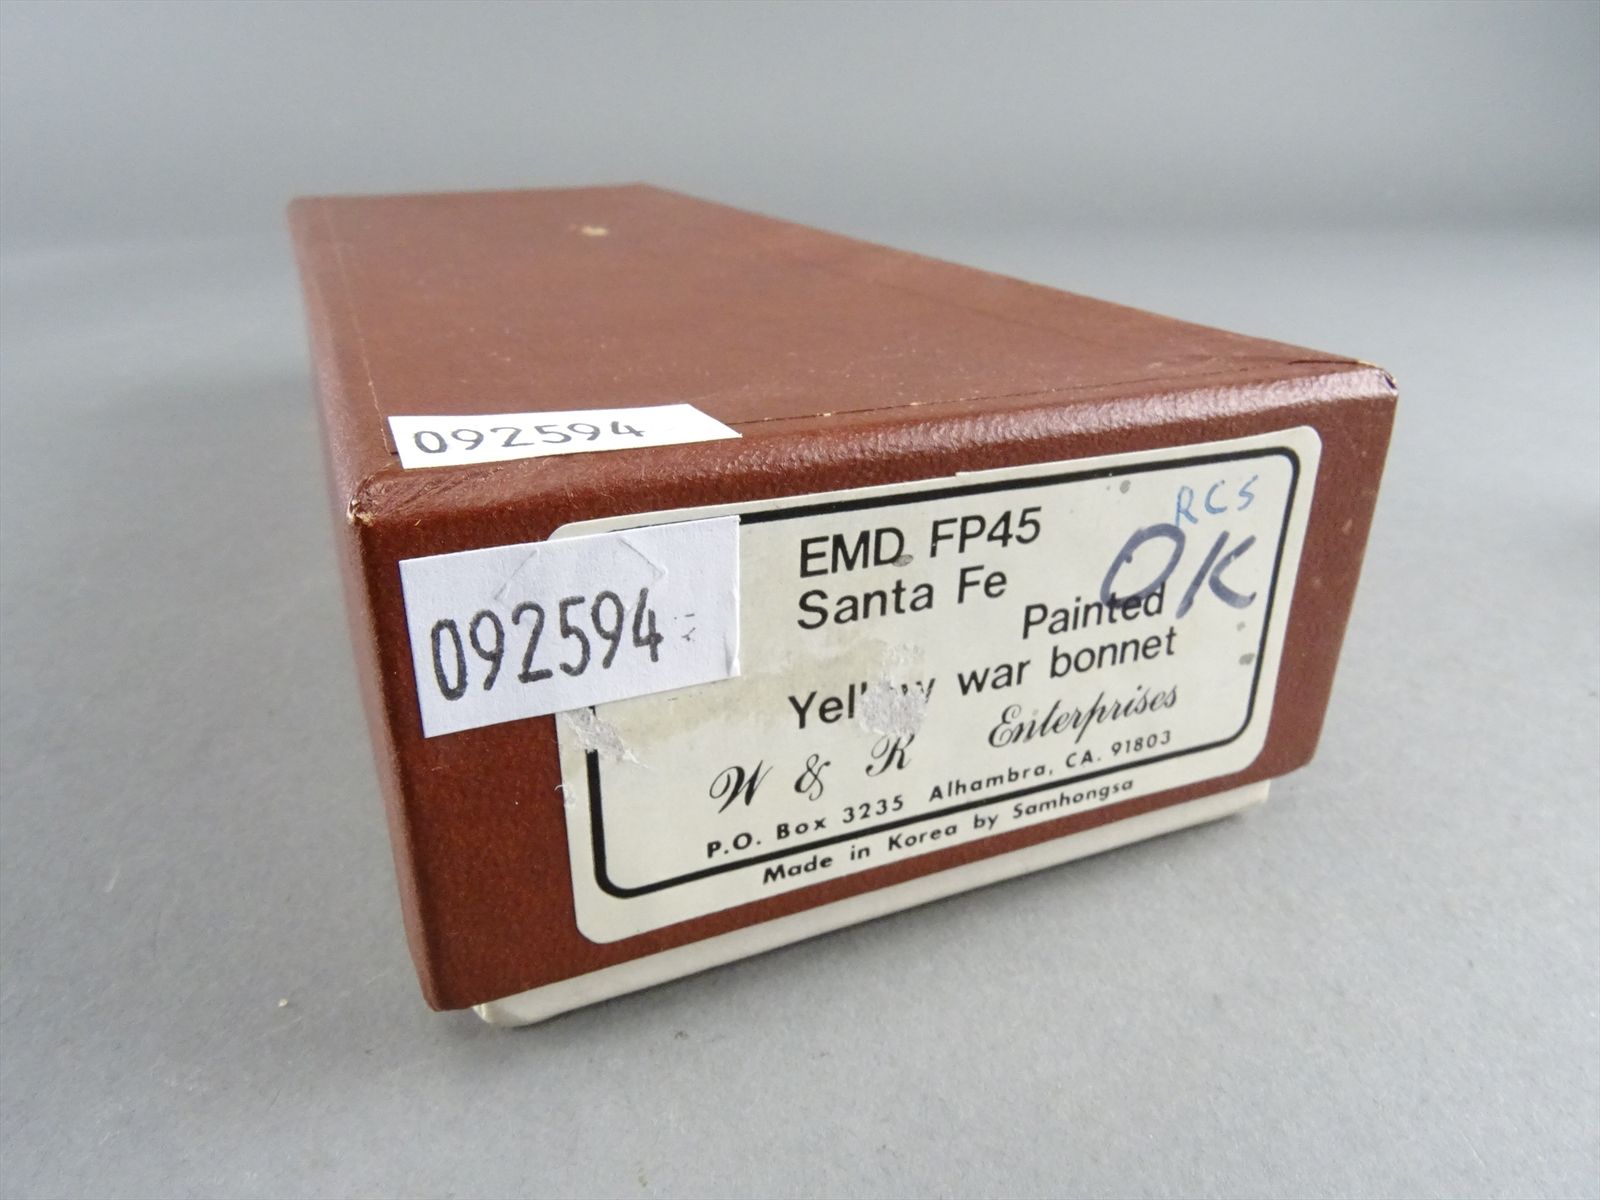 092594
092594
RCS
OK
EMD FP45
Santa Fe
Painted
Yellow war bonnet
W & R Enterprises
P.O. Box 3235 Alhambra, CA. 91803
Made in Korea by Samhongsa